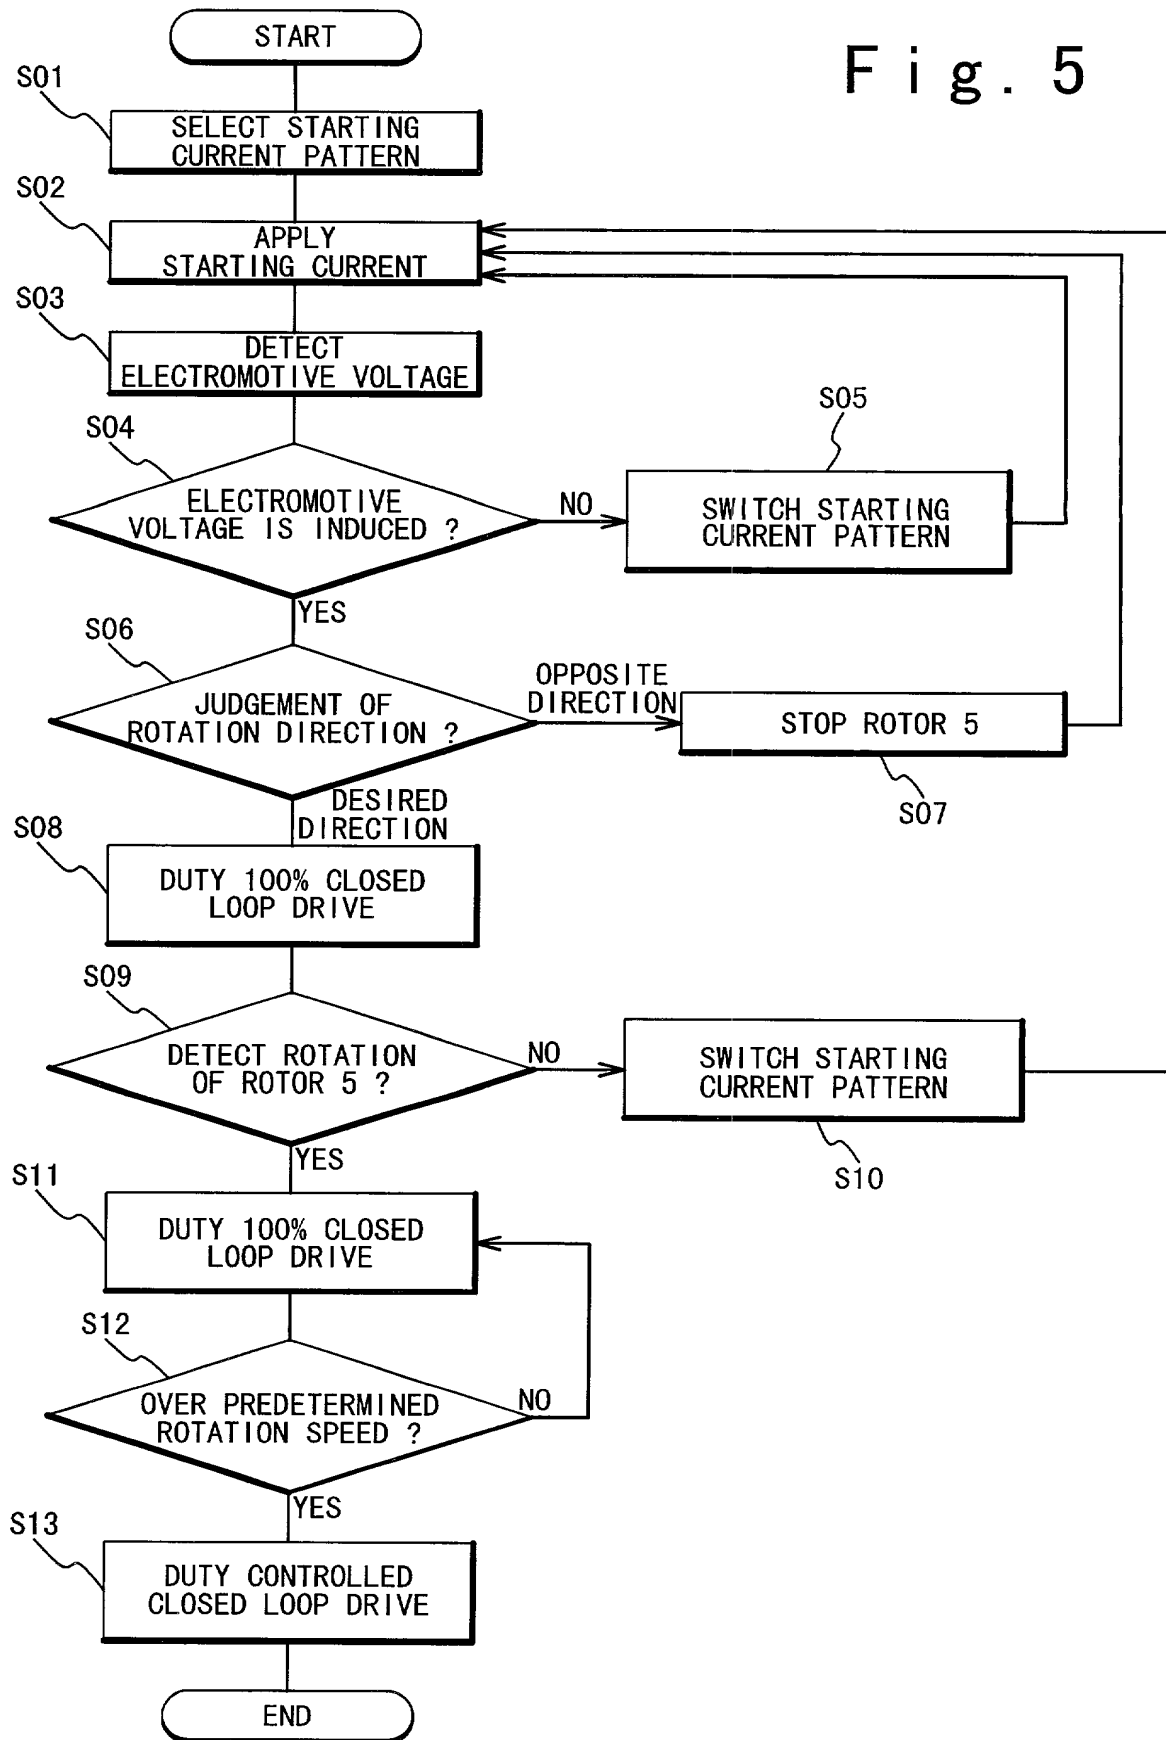 START
Fig. 5
S01
SELECT STARTING
CURRENT PATTERN
S02
APPLY
STARTING CURRENT
S03
DETECT
ELECTROMOTIVE VOLTAGE
S04
ELECTROMOTIVE
VOLTAGE IS INDUCED ?
NO
S05
SWITCH STARTING
CURRENT PATTERN
YES
S06
JUDGEMENT OF
ROTATION DIRECTION ?
OPPOSITE
DIRECTION
STOP ROTOR 5
S07
DESIRED
DIRECTION
S08
DUTY 100% CLOSED
LOOP DRIVE
S09
DETECT ROTATION
OF ROTOR 5 ?
NO
SWITCH STARTING
CURRENT PATTERN
S10
YES
S11
DUTY 100% CLOSED
LOOP DRIVE
S12
OVER PREDETERMINED
ROTATION SPEED ?
NO
YES
S13
DUTY CONTROLLED
CLOSED LOOP DRIVE
END